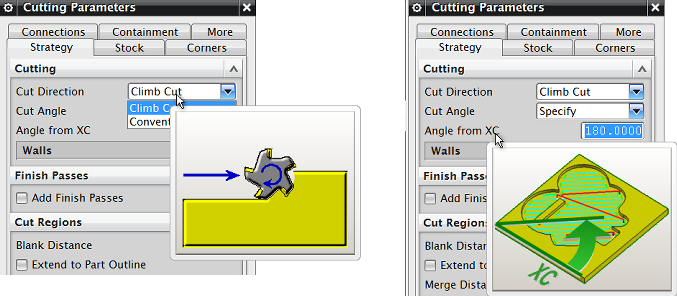 Cutting Parameters
Connections Containment More
Strategy Stock Corners
Cutting
Cut Direction Climb Cut
Climb
Cut Angle
Convent
Angle from XC
Walls
Finish Passes
Add Finish Passes
Cut Regions
Blank Distance
Extend to Part Outline
Cutting Parameters
Connections Containment More
Strategy Stock Corners
Cutting
Cut Direction Climb Cut
Cut Angle Specify
Angle from XC 180.0000
Walls
Finish Passes
Add Finis
Cut Regions
Blank Distan
Extend to
Merge Distan
XC